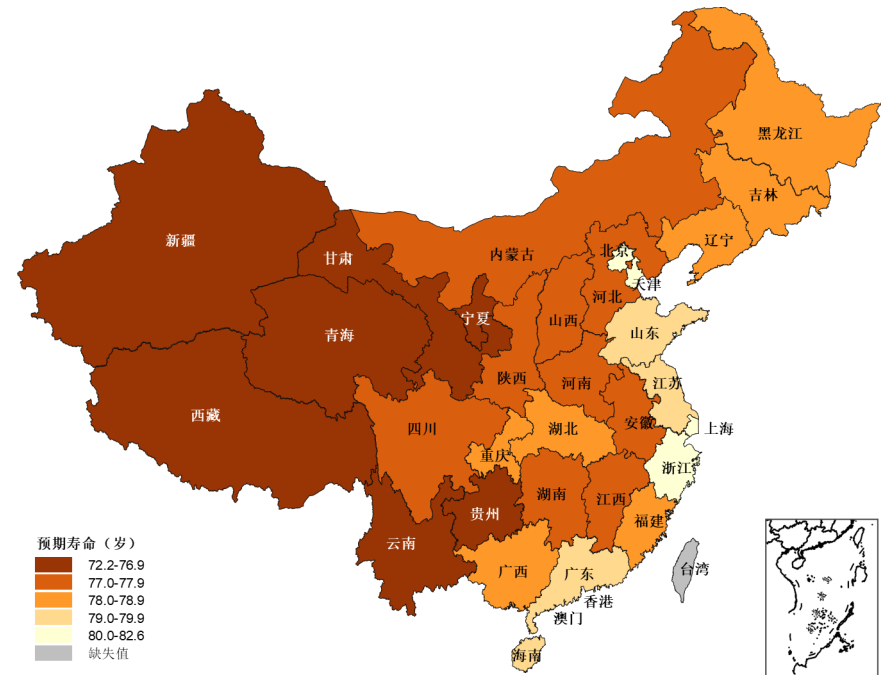 黑龙江
吉林
辽宁
新疆
内蒙古
北京
甘肃
天津
河北
宁夏
山西
青海
山东
陕西
河南
江苏
西藏
四川
安徽
湖北
上海
重庆
浙江
湖南
江西
贵州
福建
云南
广西
广东
台湾
香港
澳门
海南
预期寿命（岁）
72.2-76.9
77.0-77.9
78.0-78.9
79.0-79.9
80.0-82.6
缺失值